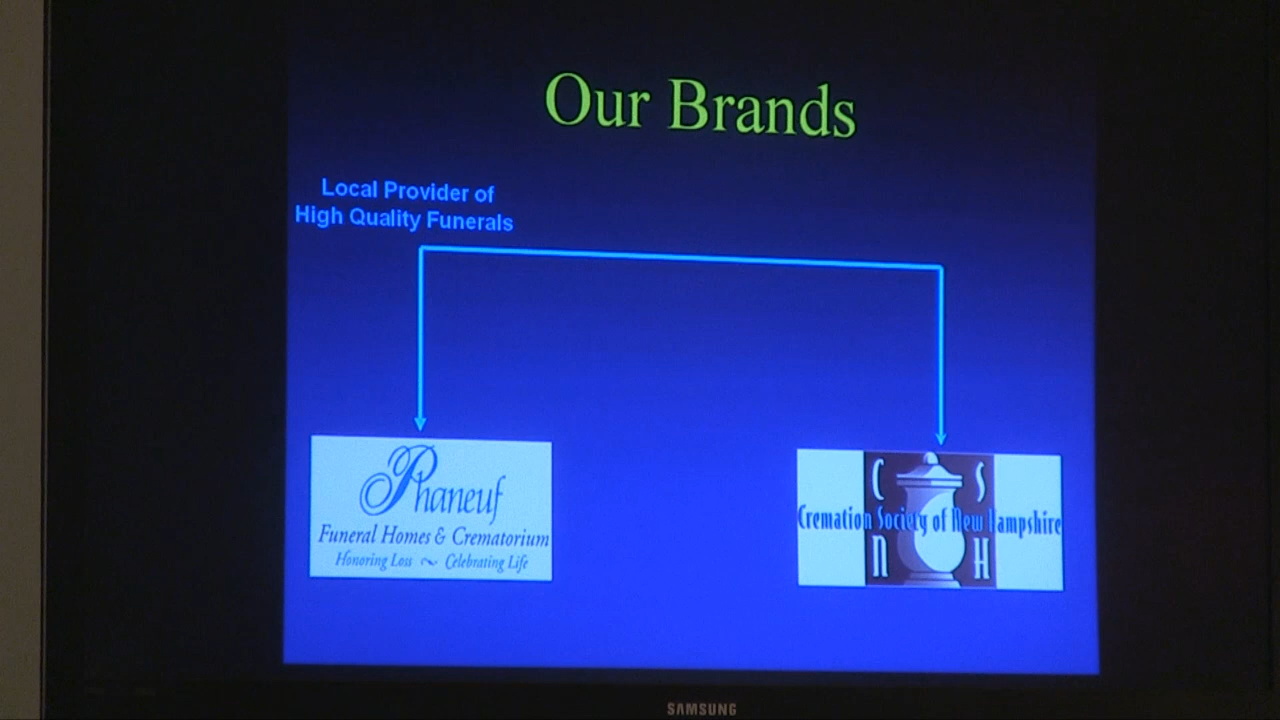 Our Brands
Local Provider of
High Quality Funerals
Phaneuf
Funeral Homes & Crematorium
Honoring Loss ~ Celebrating Life
C S
Cremation Society of New Hampshire
N H
SAMSUNG